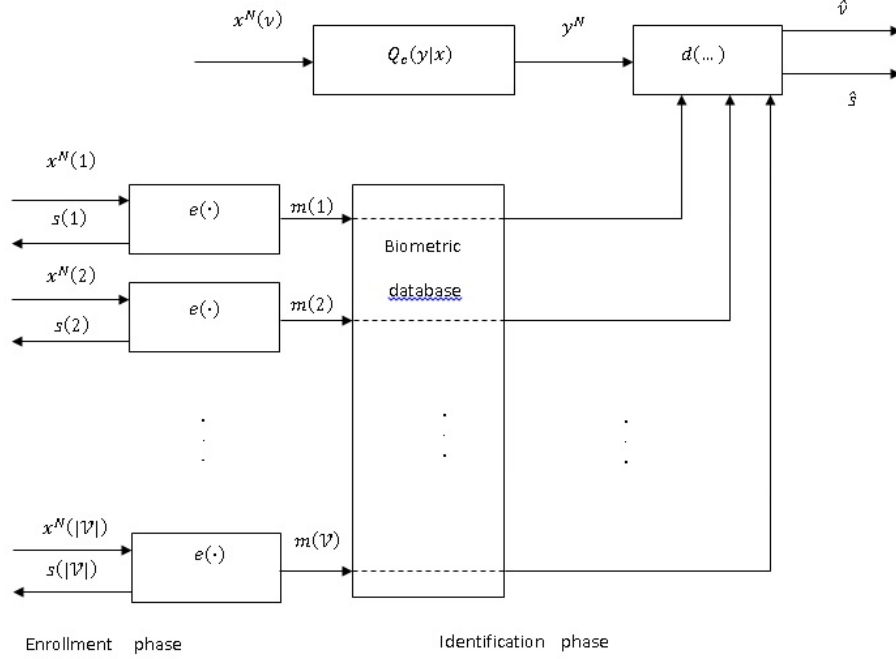 x^N(v)
Q_c(y|x)
y^N
d(...)
v̂
ŝ
x^N(1)
s(1)
e(·)
m(1)
x^N(2)
s(2)
e(·)
m(2)
Biometric
database
x^N(|𝒱|)
s(|𝒱|)
e(·)
m(𝒱)
Enrollment phase
Identification phase